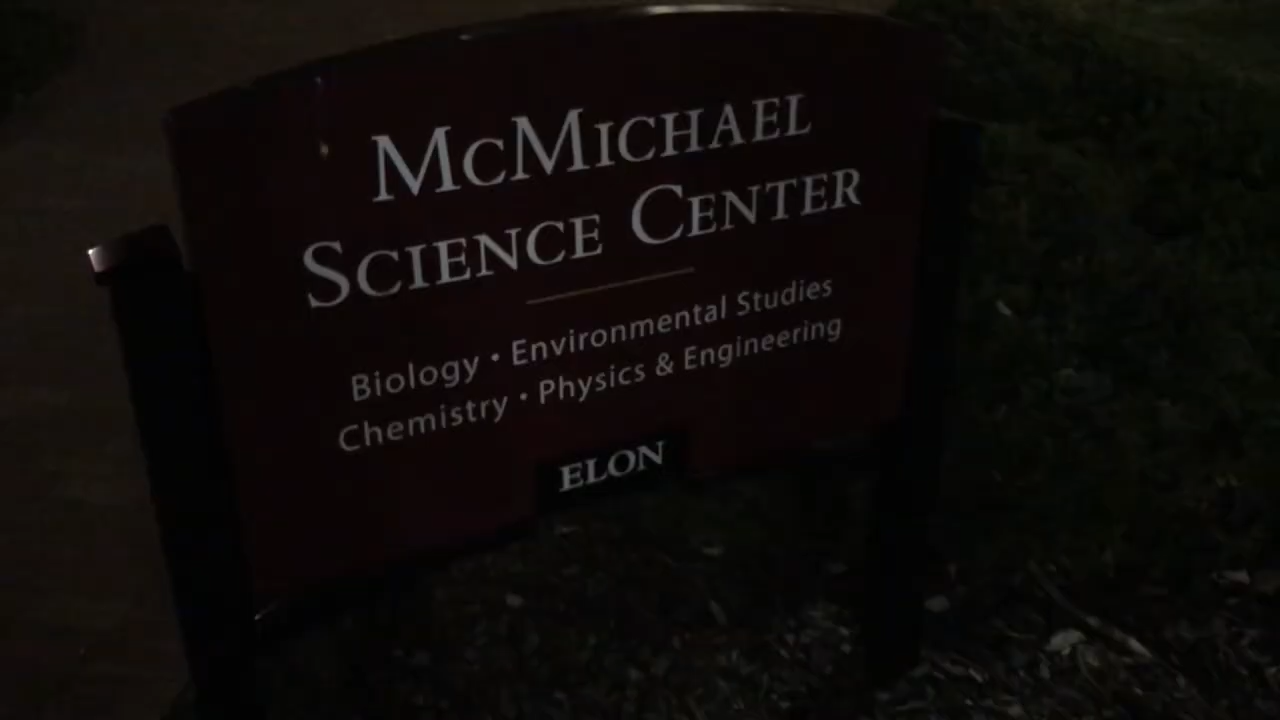 McMichael
Science Center
Biology • Environmental Studies
Chemistry • Physics & Engineering
ELON